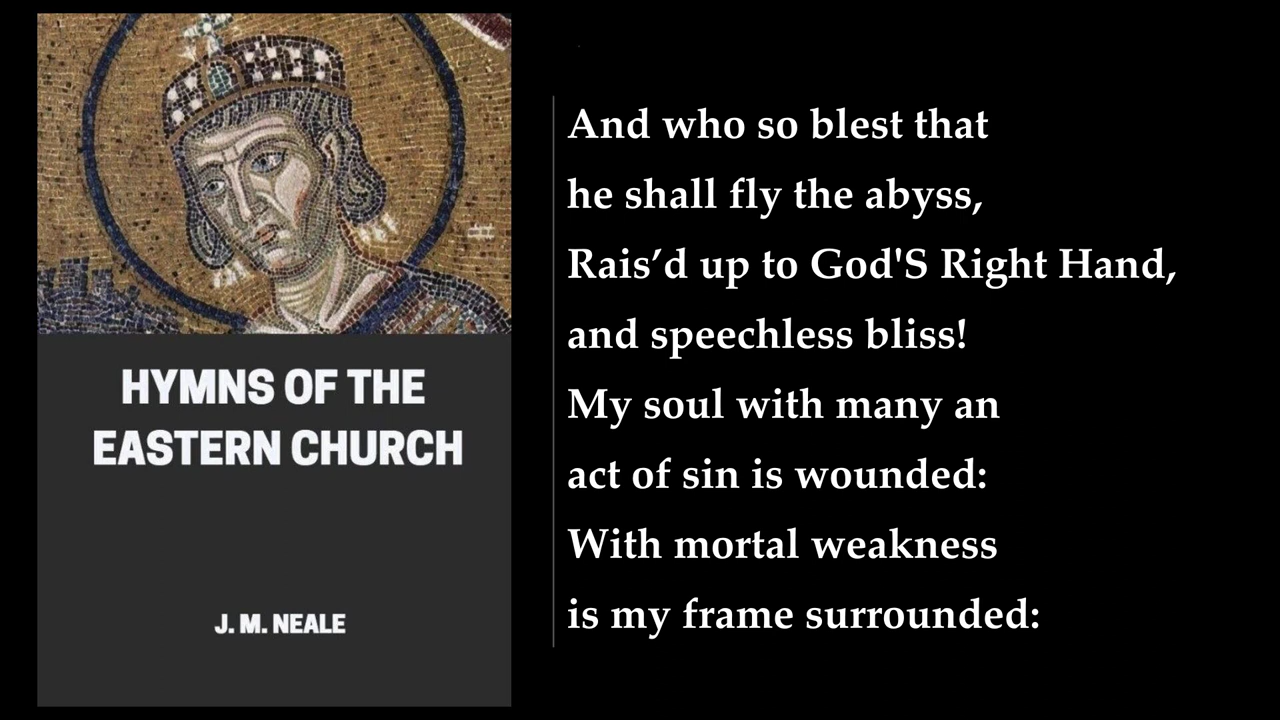 HYMNS OF THE
EASTERN CHURCH
J. M. NEALE
And who so blest that
he shall fly the abyss,
Rais’d up to God'S Right Hand,
and speechless bliss!
My soul with many an
act of sin is wounded:
With mortal weakness
is my frame surrounded: